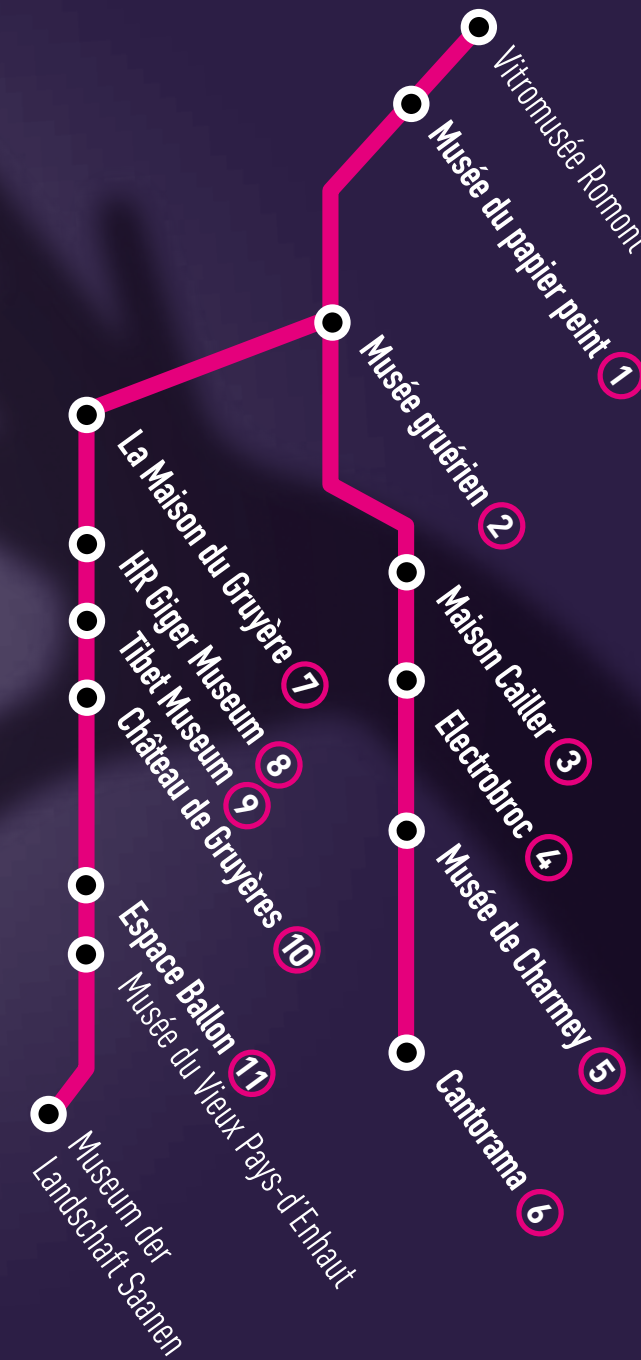 Vitromusée Romont
Musée du papier peint 1
Musée gruérien 2
Maison Cailler 3
Electrobroc 4
Musée de Charmey 5
Cantorama 6
La Maison du Gruyère 7
HR Giger Museum 8
Tibet Museum 9
Château de Gruyères 10
Espace Ballon 11
Musée du Vieux Pays-d'Enhaut
Museum der
Landschaft Saanen